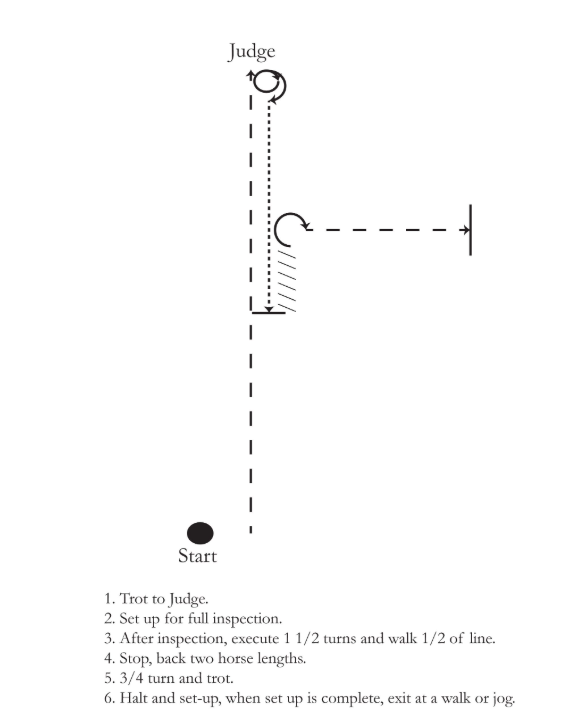 Judge
Start
1. Trot to Judge.
2. Set up for full inspection.
3. After inspection, execute 1 1/2 turns and walk 1/2 of line.
4. Stop, back two horse lengths.
5. 3/4 turn and trot.
6. Halt and set-up, when set up is complete, exit at a walk or jog.